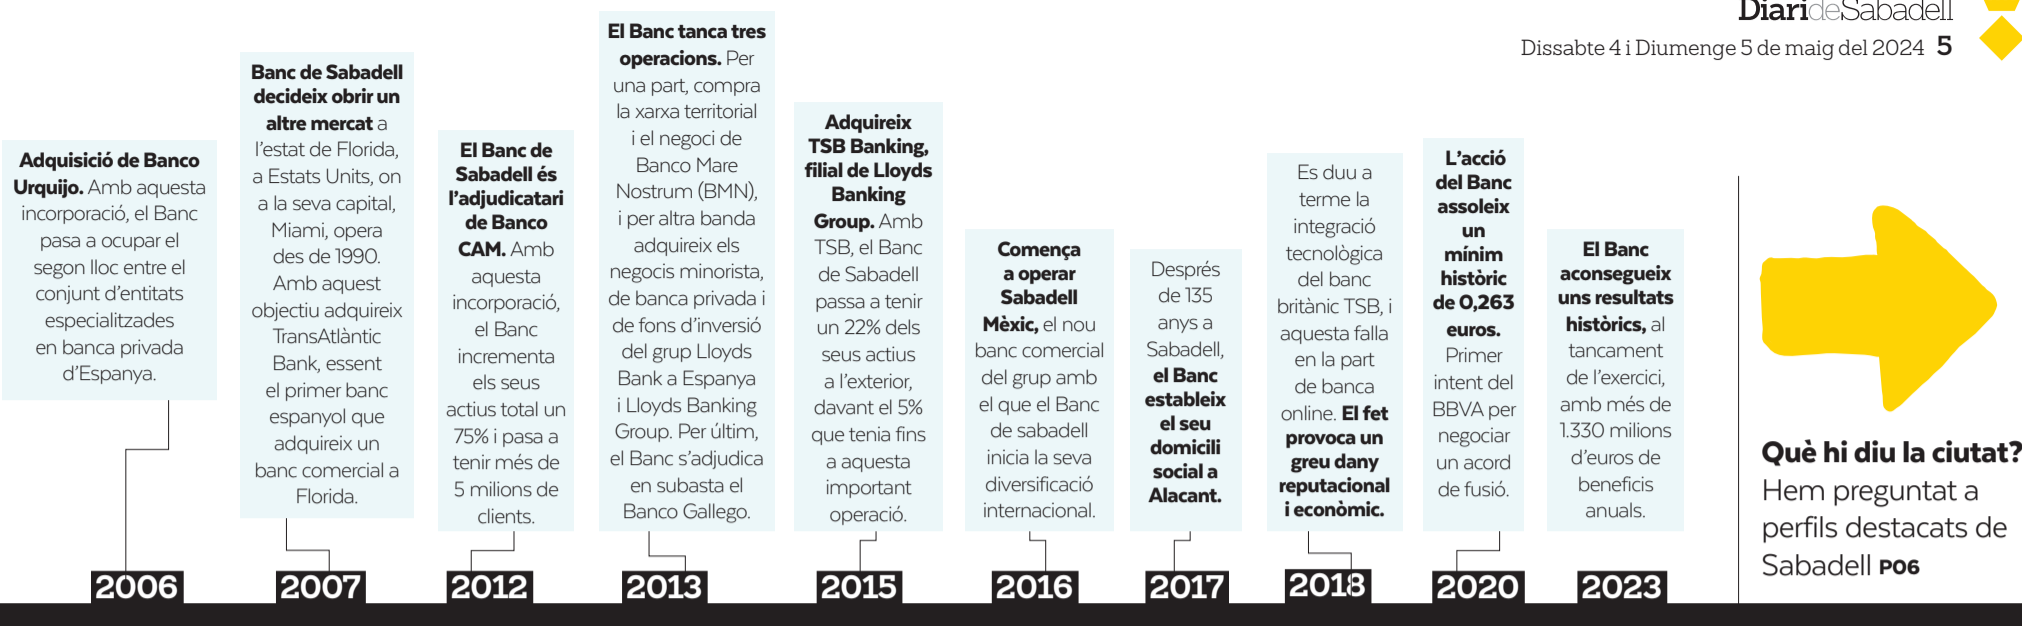 DiarideSabadell
Dissabte 4 i Diumenge 5 de maig del 2024 5
Adquisició de Banco
Urquijo. Amb aquesta
incorporació, el Banc
pasa a ocupar el
segon lloc entre el
conjunt d'entitats
especialitzades
en banca privada
d'Espanya.
2006
Banc de Sabadell
decideix obrir un
altre mercat a
l'estat de Florida,
a Estats Units, on
a la seva capital,
Miami, opera
des de 1990.
Amb aquest
objectiu adquireix
TransAtlàntic
Bank, essent
el primer banc
espanyol que
adquireix un
banc comercial a
Florida.
2007
El Banc de
Sabadell és
l'adjudicatari
de Banco
CAM. Amb
aquesta
incorporació,
el Banc
incrementa
els seus
actius total un
75% i pasa a
tenir més de
5 milions de
clients.
2012
El Banc tanca tres
operacions. Per
una part, compra
la xarxa territorial
i el negoci de
Banco Mare
Nostrum (BMN),
i per altra banda
adquireix els
negocis minorista,
de banca privada i
de fons d'inversió
del grup Lloyds
Bank a Espanya
i Lloyds Banking
Group. Per últim,
el Banc s'adjudica
en subasta el
Banco Gallego.
2013
Adquireix
TSB Banking,
filial de Lloyds
Banking
Group. Amb
TSB, el Banc
de Sabadell
passa a tenir
un 22% dels
seus actius
a l'exterior,
davant el 5%
que tenia fins
a aquesta
important
operació.
2015
Comença
a operar
Sabadell
Mèxic, el nou
banc comercial
del grup amb
el que el Banc
de sabadell
inicia la seva
diversificació
internacional.
2016
Després
de 135
anys a
Sabadell,
el Banc
estableix
el seu
domicili
social a
Alacant.
2017
Es duu a
terme la
integració
tecnològica
del banc
britànic TSB, i
aquesta falla
en la part
de banca
online. El fet
provoca un
greu dany
reputacional
i econòmic.
2018
L'acció
del Banc
assoleix
un
mínim
històric
de 0,263
euros.
Primer
intent del
BBVA per
negociar
un acord
de fusió.
2020
El Banc
aconsegueix
uns resultats
històrics, al
tancament
de l'exercici,
amb més de
1.330 milions
d'euros de
beneficis
anuals.
2023
Què hi diu la ciutat?
Hem preguntat a
perfils destacats de
Sabadell P06